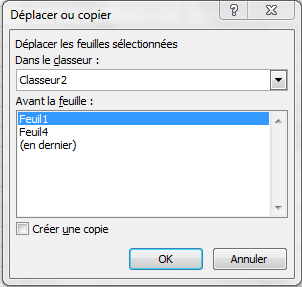 Déplacer ou copier
Déplacer les feuilles sélectionnées
Dans le classeur :
Classeur2
Avant la feuille :
Feuil1
Feuil4
(en dernier)
Créer une copie
OK
Annuler